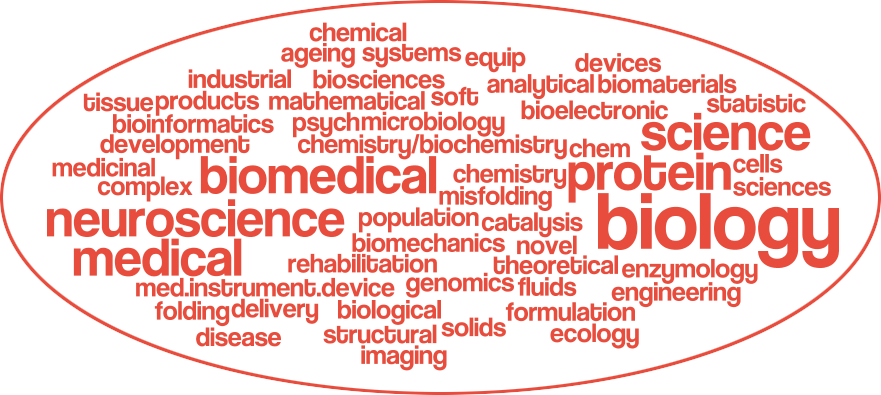 chemical
ageing systems equip
devices
industrial biosciences
analytical biomaterials
tissue products mathematical soft
bioelectronic statistic
bioinformatics psychmicrobiology
science
development chemistry/biochemistry chem
medicinal biomedical chemistry protein cells
complex misfolding sciences
neuroscience population catalysis biology
medical biomechanics novel
rehabilitation theoretical enzymology
med.instrument.device genomics fluids engineering
folding delivery biological formulation
disease structural solids ecology
imaging